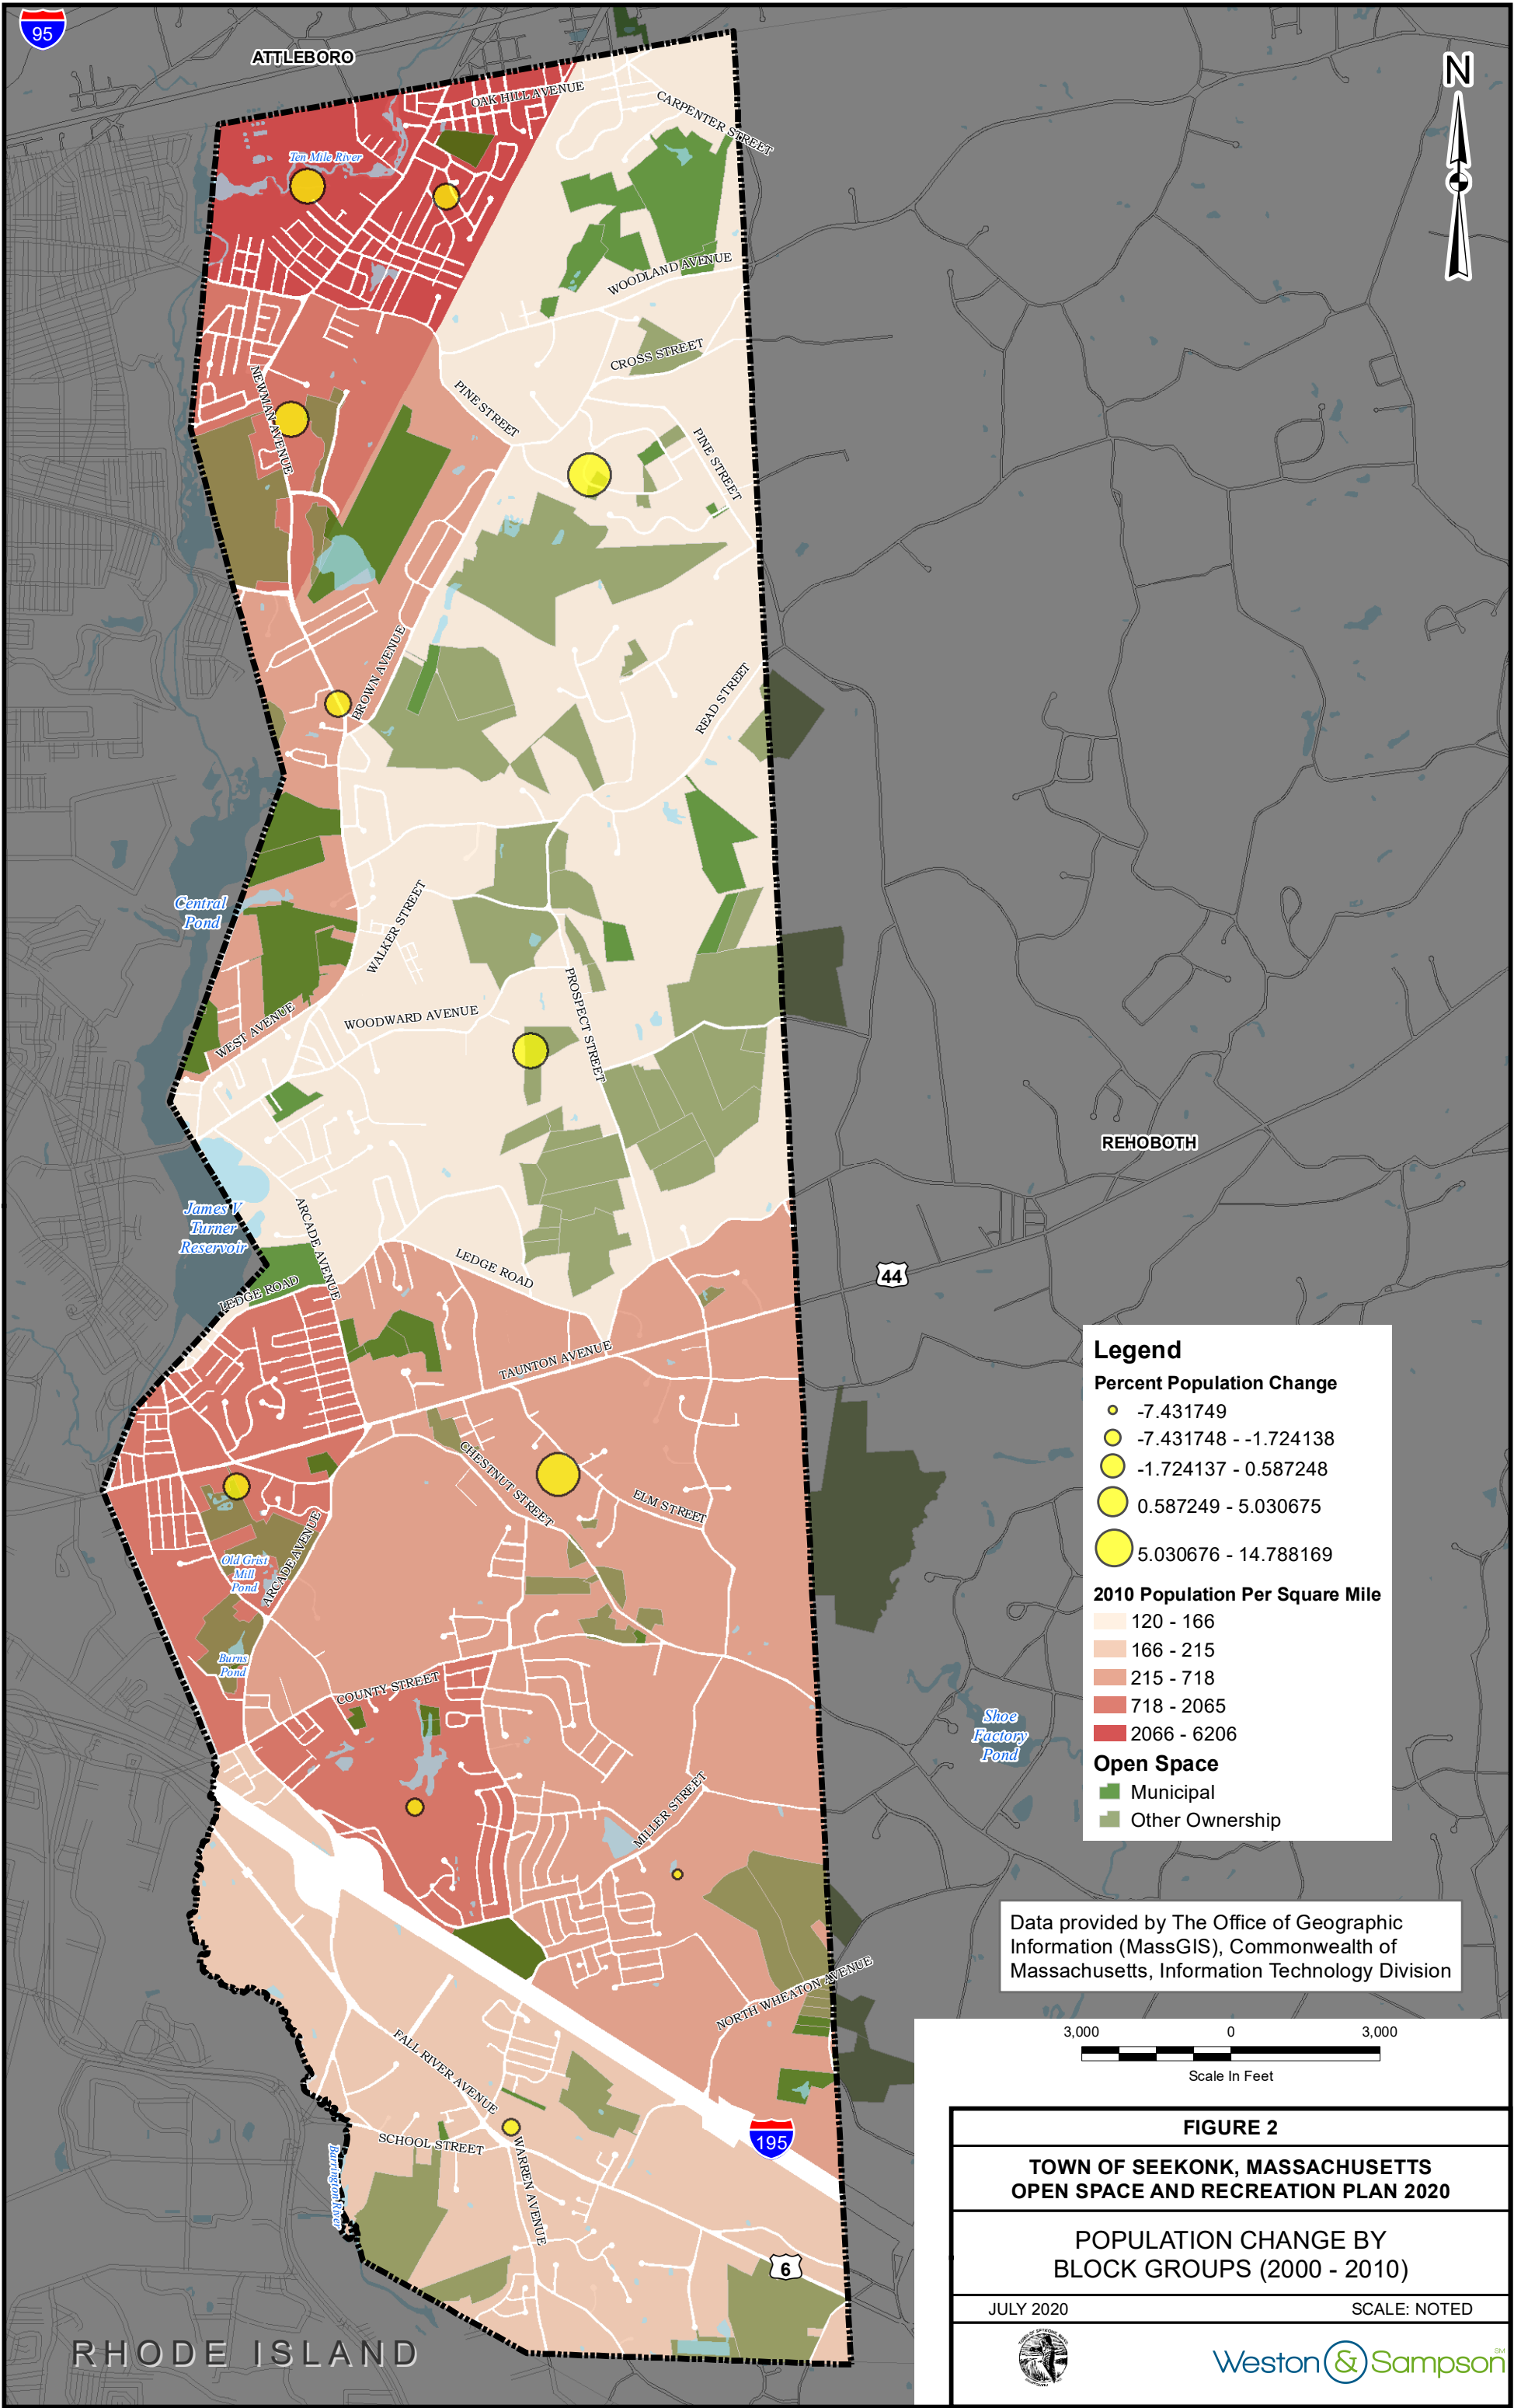 95
ATTLEBORO
N
OAK HILL AVENUE
CARPENTER STREET
Ten Mile River
WOODLAND AVENUE
CROSS STREET
NEWMAN AVENUE
PINE STREET
PINE STREET
BROWN AVENUE
READ STREET
Central
Pond
WALKER STREET
PROSPECT STREET
WOODWARD AVENUE
WEST AVENUE
REHOBOTH
James V
Turner
Reservoir
ARCADE AVENUE
LEDGE ROAD
LEDGE ROAD
44
TAUNTON AVENUE
CHESTNUT STREET
ELM STREET
ARCADE AVENUE
Old Grist
Mill
Pond
Burns
Pond
COUNTY STREET
Shoe
Factory
Pond
MILLER STREET
NORTH WHEATON AVENUE
FALL RIVER AVENUE
SCHOOL STREET
WARREN AVENUE
Barrington River
195
6
RHODE ISLAND
Legend
Percent Population Change
-7.431749
-7.431748 - -1.724138
-1.724137 - 0.587248
0.587249 - 5.030675
5.030676 - 14.788169
2010 Population Per Square Mile
120 - 166
166 - 215
215 - 718
718 - 2065
2066 - 6206
Open Space
Municipal
Other Ownership
Data provided by The Office of Geographic
Information (MassGIS), Commonwealth of
Massachusetts, Information Technology Division
3,000 0 3,000
Scale In Feet
FIGURE 2
TOWN OF SEEKONK, MASSACHUSETTS
OPEN SPACE AND RECREATION PLAN 2020
POPULATION CHANGE BY
BLOCK GROUPS (2000 - 2010)
JULY 2020 SCALE: NOTED
Weston & Sampson SM